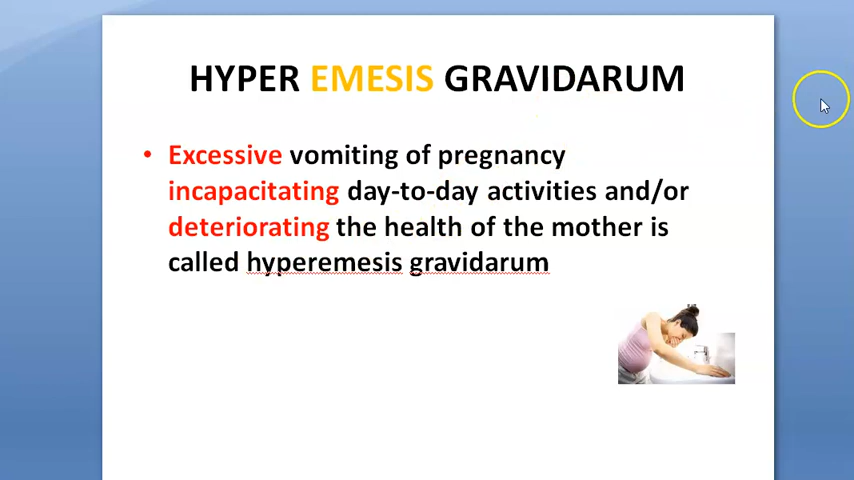 HYPER EMESIS GRAVIDARUM
• Excessive vomiting of pregnancy
incapacitating day-to-day activities and/or
deteriorating the health of the mother is
called hyperemesis gravidarum